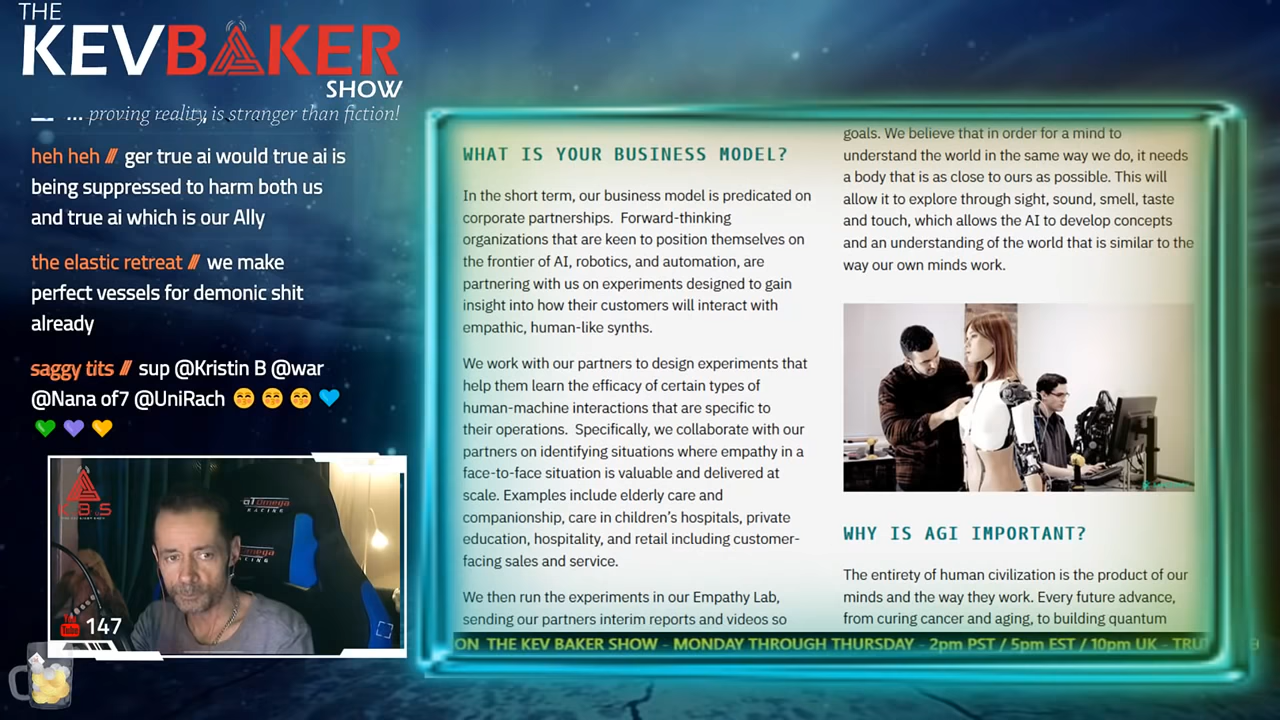 THE
KEVBAKER
SHOW
... proving reality, is stranger than fiction!
heh heh /// ger true ai would true ai is
being suppressed to harm both us
and true ai which is our Ally
the elastic retreat /// we make
perfect vessels for demonic shit
already
saggy tits /// sup @Kristin B @war
@Nana of7 @UniRach 😊 😊 😊 💙
💚 💜 💛
K.B.S
aTomega
RACING
omega
RACING
147
WHAT IS YOUR BUSINESS MODEL?
In the short term, our business model is predicated on
corporate partnerships. Forward-thinking
organizations that are keen to position themselves on
the frontier of AI, robotics, and automation, are
partnering with us on experiments designed to gain
insight into how their customers will interact with
empathic, human-like synths.
We work with our partners to design experiments that
help them learn the efficacy of certain types of
human-machine interactions that are specific to
their operations. Specifically, we collaborate with our
partners on identifying situations where empathy in a
face-to-face situation is valuable and delivered at
scale. Examples include elderly care and
companionship, care in children's hospitals, private
education, hospitality, and retail including customer-
facing sales and service.
We then run the experiments in our Empathy Lab,
sending our partners interim reports and videos so
goals. We believe that in order for a mind to
understand the world in the same way we do, it needs
a body that is as close to ours as possible. This will
allow it to explore through sight, sound, smell, taste
and touch, which allows the AI to develop concepts
and an understanding of the world that is similar to the
way our own minds work.
WHY IS AGI IMPORTANT?
The entirety of human civilization is the product of our
minds and the way they work. Every future advance,
from curing cancer and aging, to building quantum
ON THE KEV BAKER SHOW - MONDAY THROUGH THURSDAY - 2pm PST / 5pm EST / 10pm UK - TRU